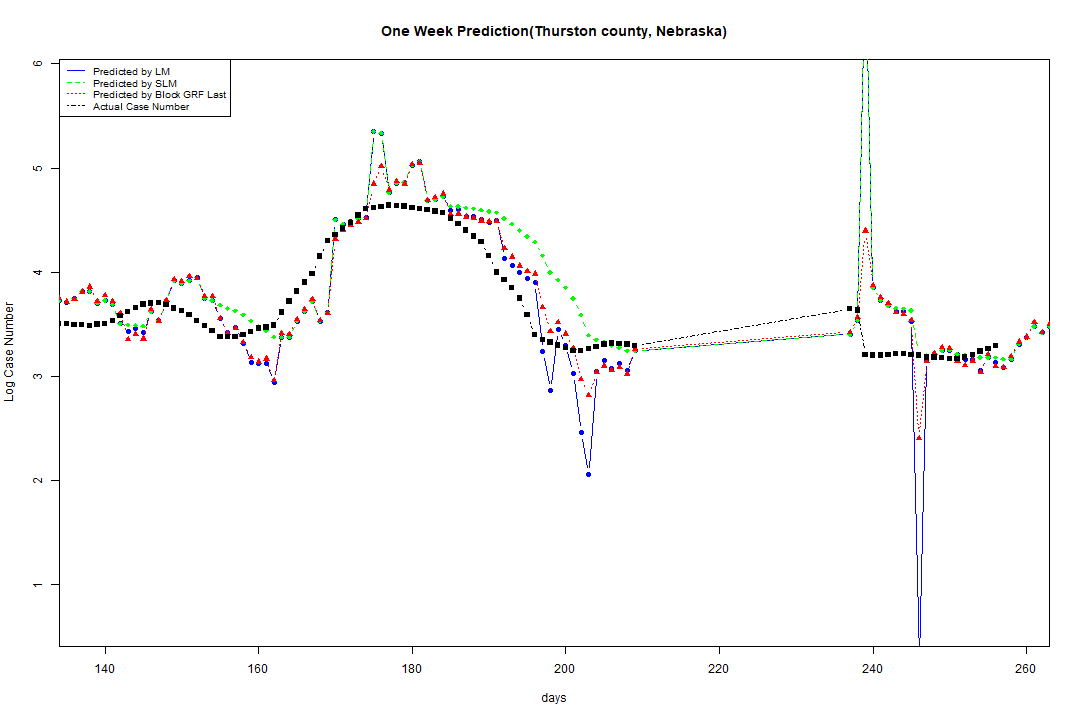 One Week Prediction(Thurston county, Nebraska)
Predicted by LM
Predicted by SLM
Predicted by Block GRF Last
Actual Case Number
6
5
4
3
2
1
Log Case Number
140 160 180 200 220 240 260
days